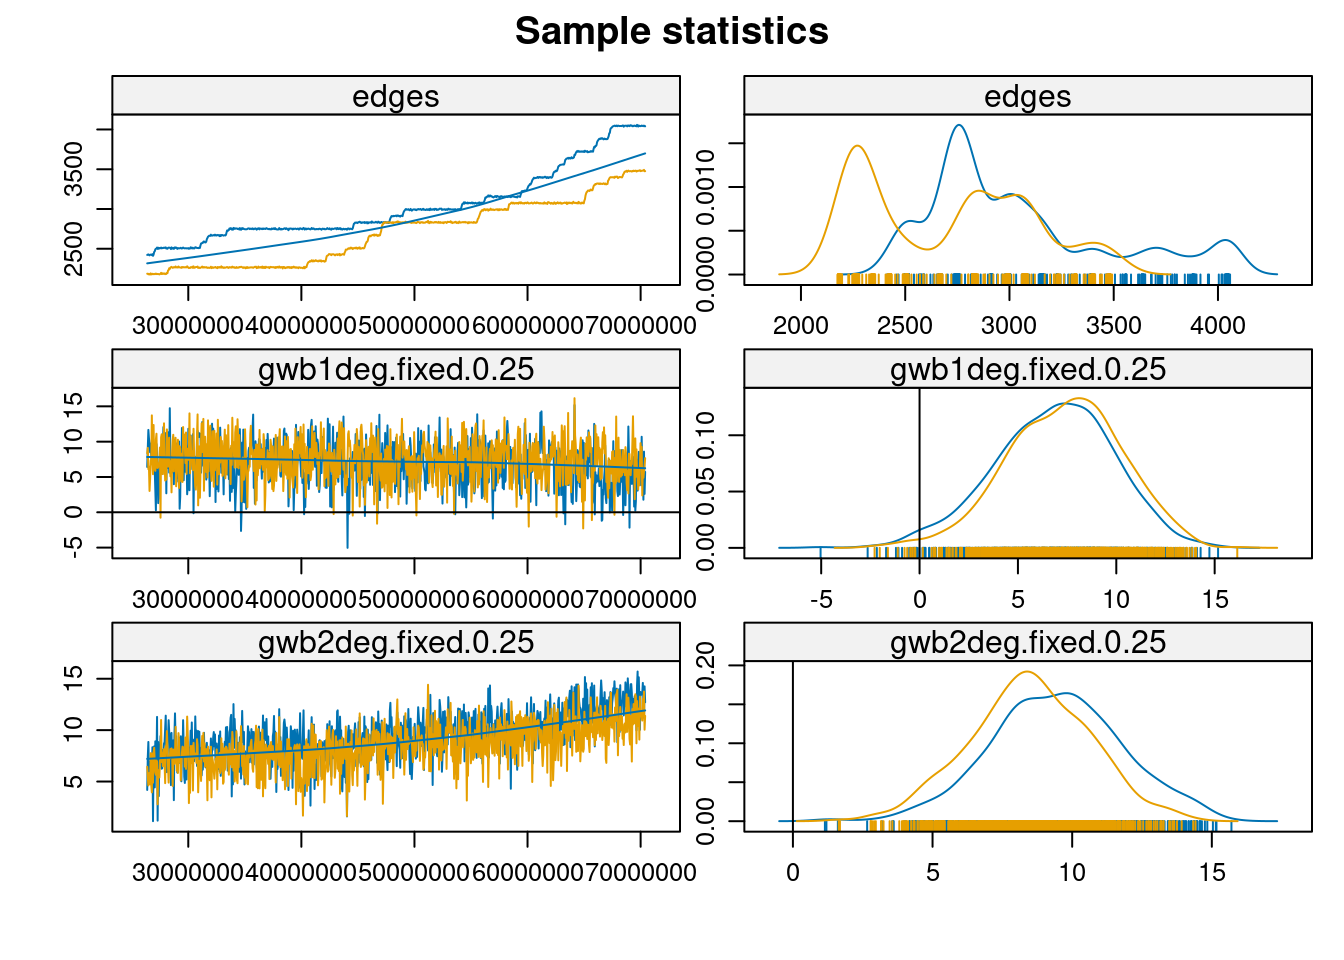 Sample statistics
edges
edges
3500
2500
0.0010
0.0000
30000000 40000000 50000000 60000000 70000000
2000 2500 3000 3500 4000
gwb1deg.fixed.0.25
gwb1deg.fixed.0.25
15
10
5
0
-5
0.10
0.05
0.00
30000000 40000000 50000000 60000000 70000000
-5 0 5 10 15
gwb2deg.fixed.0.25
gwb2deg.fixed.0.25
15
10
5
0.20
0.10
0.00
30000000 40000000 50000000 60000000 70000000
0 5 10 15